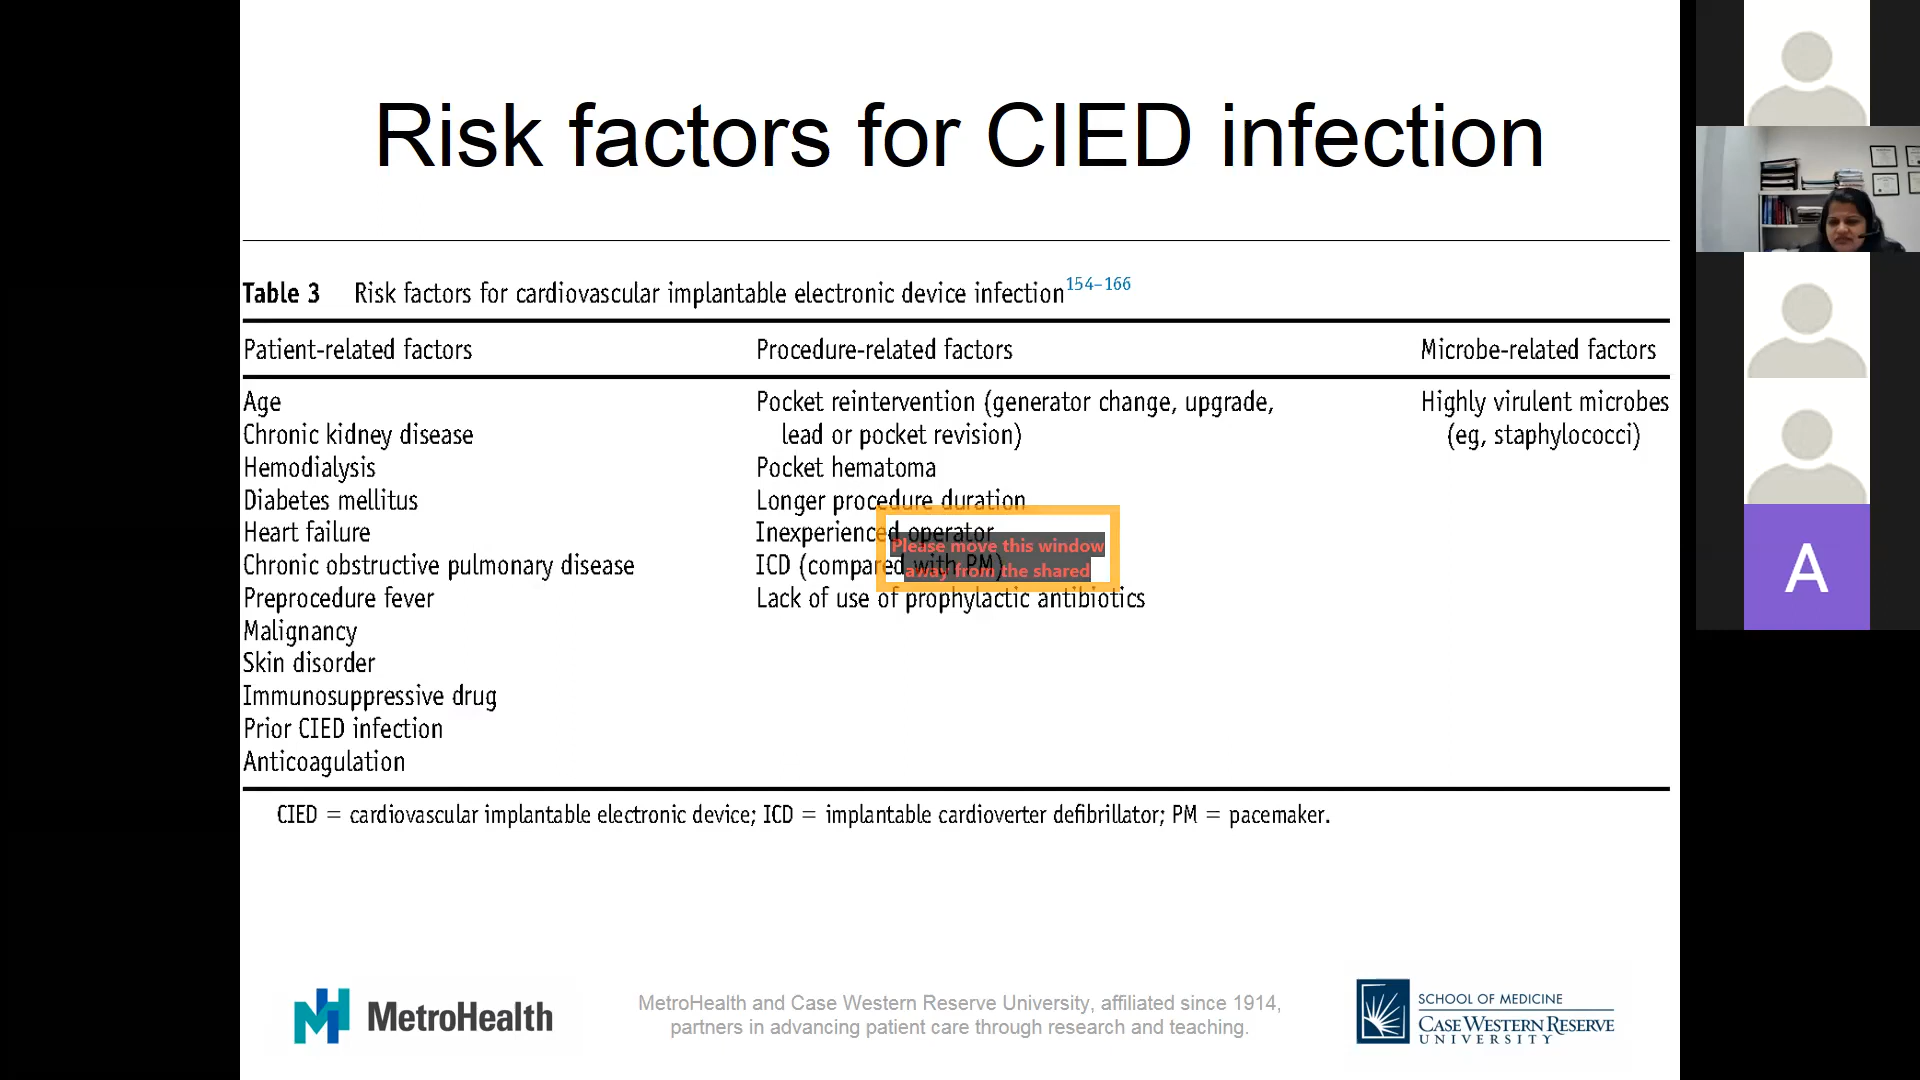 Risk factors for CIED infection
Table 3 Risk factors for cardiovascular implantable electronic device infection154–166
Patient-related factors Procedure-related factors Microbe-related factors
Age Pocket reintervention (generator change, upgrade, Highly virulent microbes
Chronic kidney disease lead or pocket revision) (eg, staphylococci)
Hemodialysis Pocket hematoma
Diabetes mellitus Longer procedure duration
Heart failure Inexperienced operator
Please move this window
Chronic obstructive pulmonary disease ICD (compared with PM)
away from the shared
Preprocedure fever Lack of use of prophylactic antibiotics
Malignancy
Skin disorder
Immunosuppressive drug
Prior CIED infection
Anticoagulation
CIED = cardiovascular implantable electronic device; ICD = implantable cardioverter defibrillator; PM = pacemaker.
A
MetroHealth
MetroHealth and Case Western Reserve University, affiliated since 1914,
partners in advancing patient care through research and teaching.
SCHOOL OF MEDICINE
CASE WESTERN RESERVE
UNIVERSITY